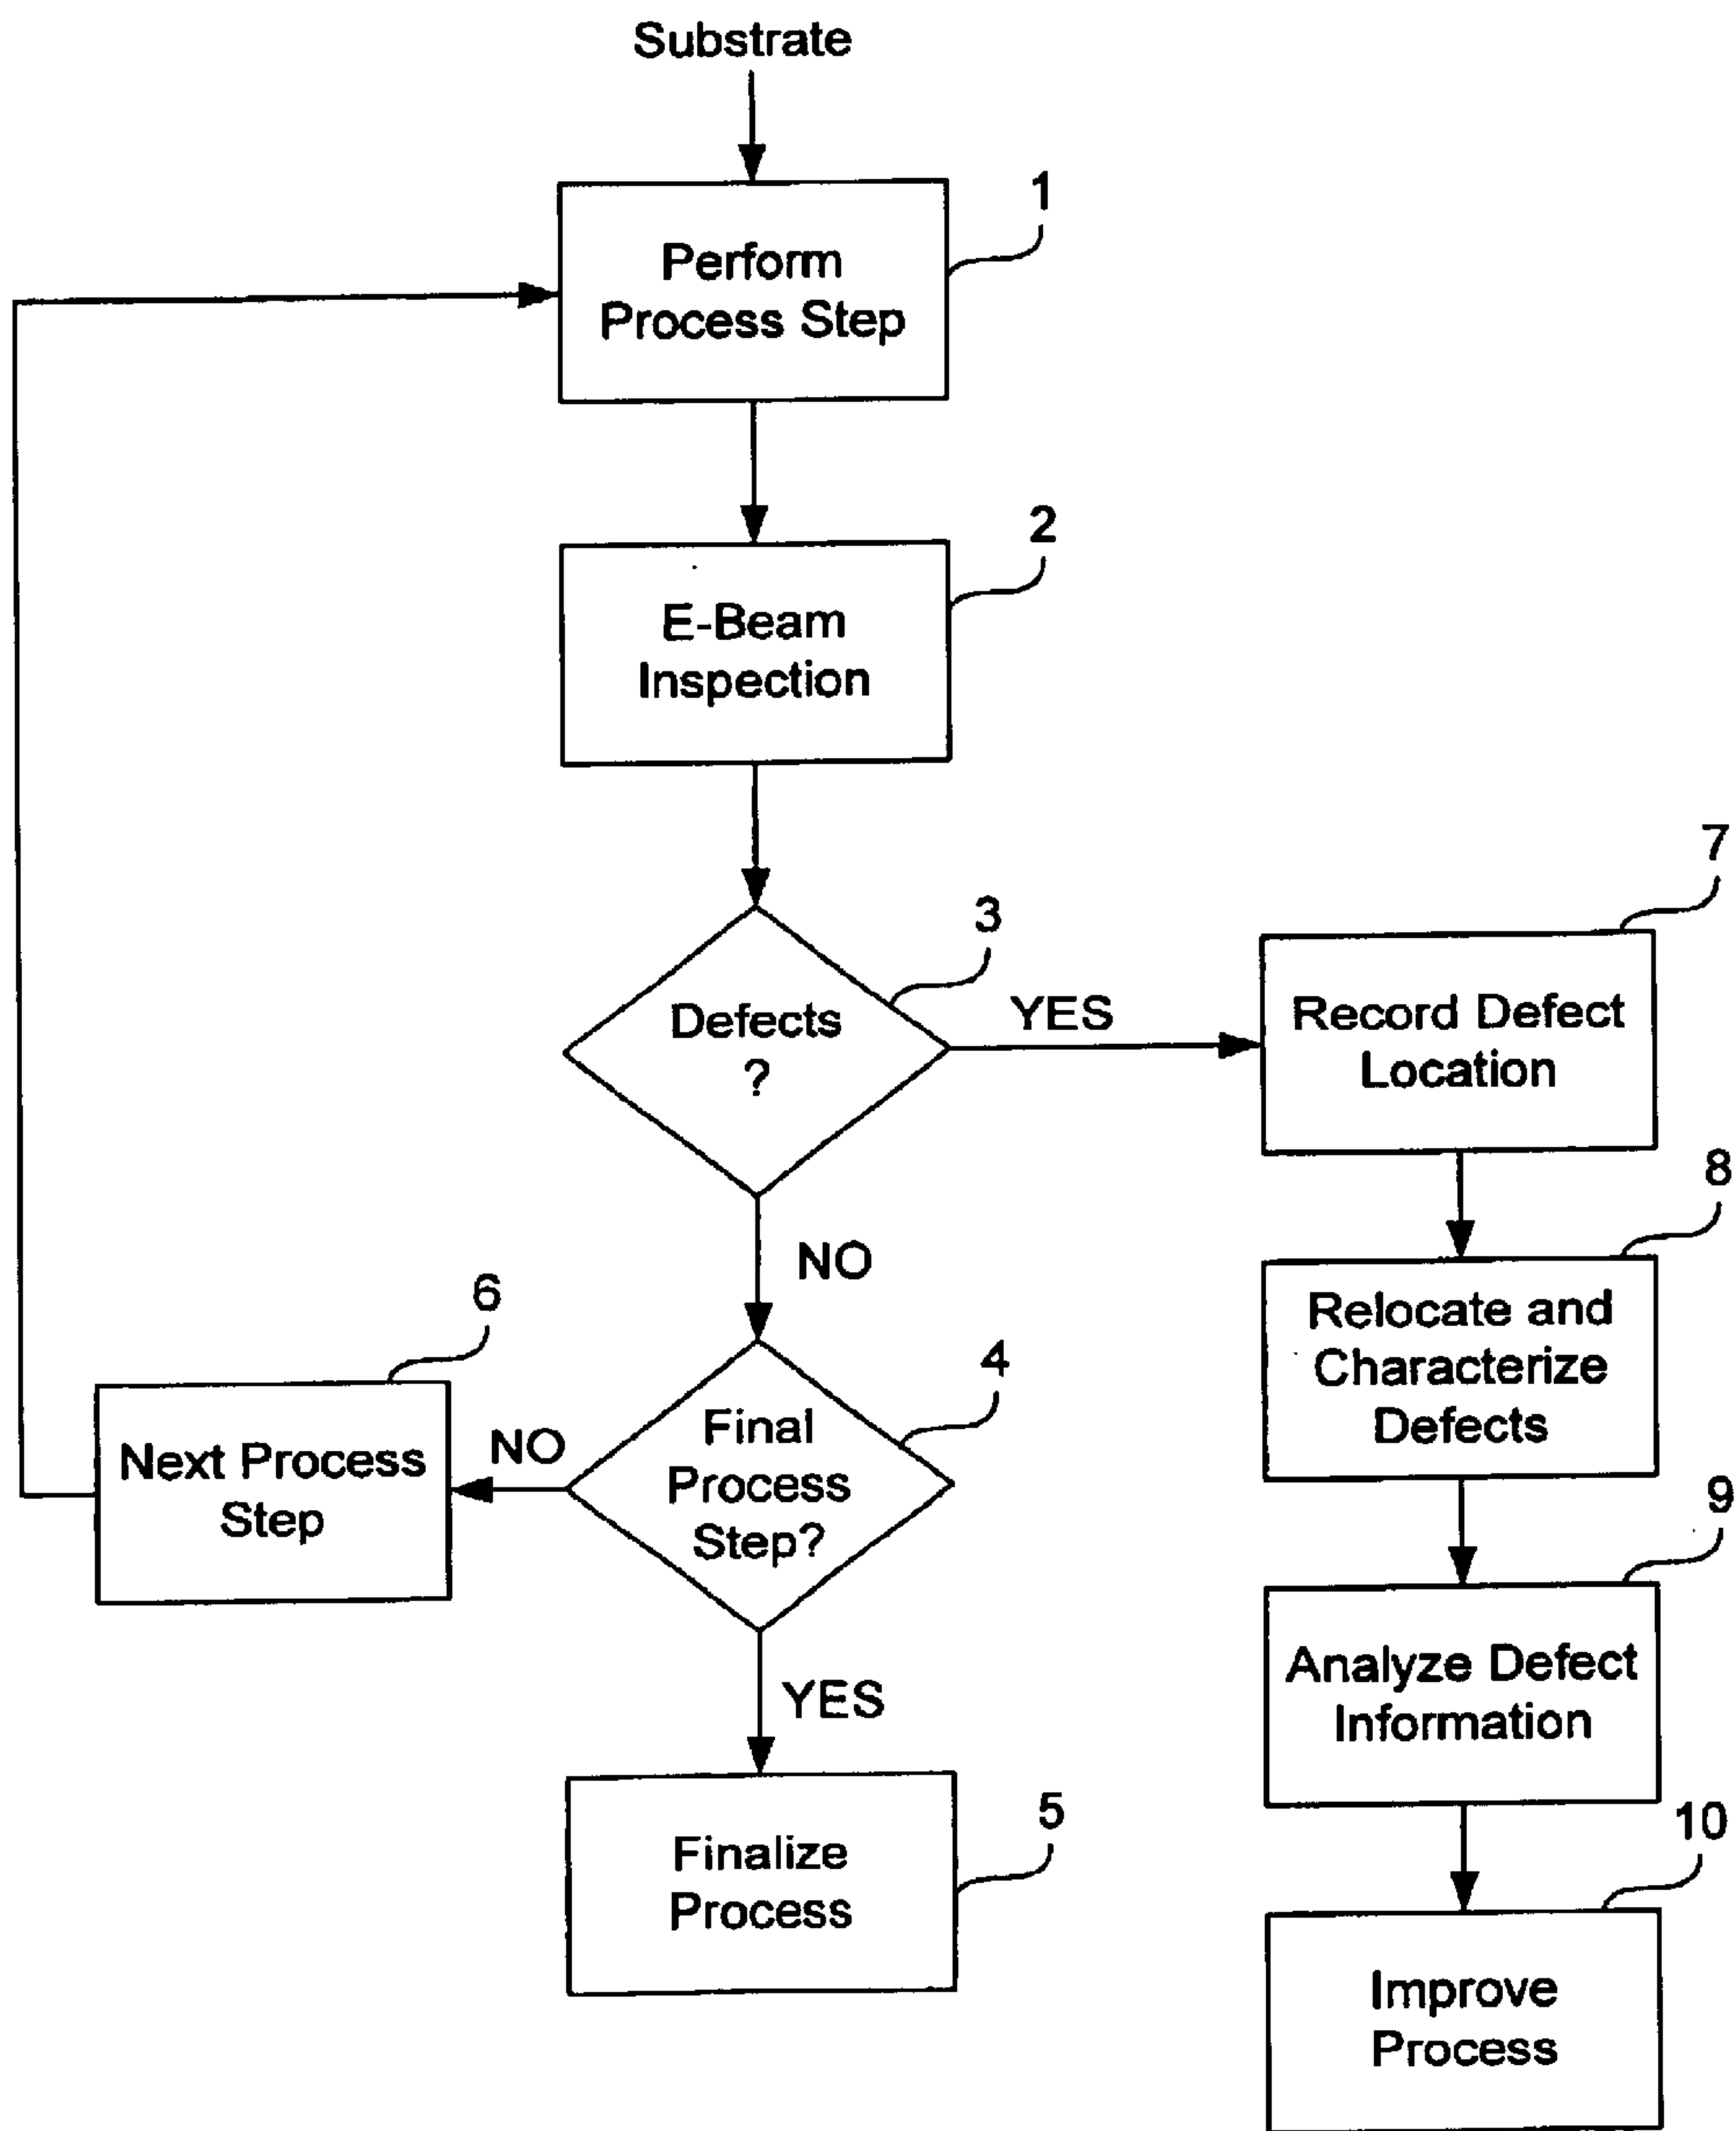 Substrate
1
Perform
Process Step
2
E-Beam
Inspection
3
Defects
?
YES
7
Record Defect
Location
NO
8
Relocate and
Characterize
Defects
6
Next Process
Step
NO
4
Final
Process
Step?
9
Analyze Defect
Information
YES
5
Finalize
Process
10
Improve
Process